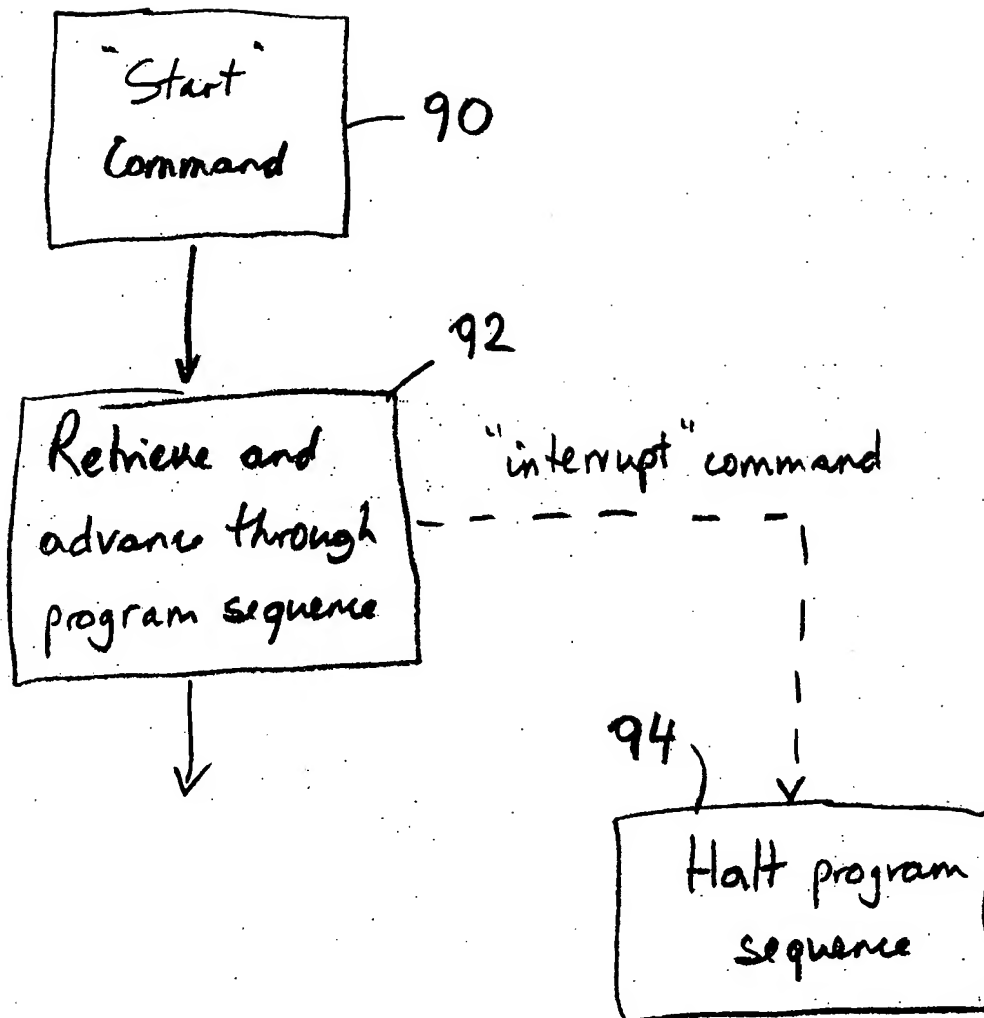 "Start"
Command
90
92
Retrieve and
advance through
program sequence
"interrupt" command
94
Halt program
sequence